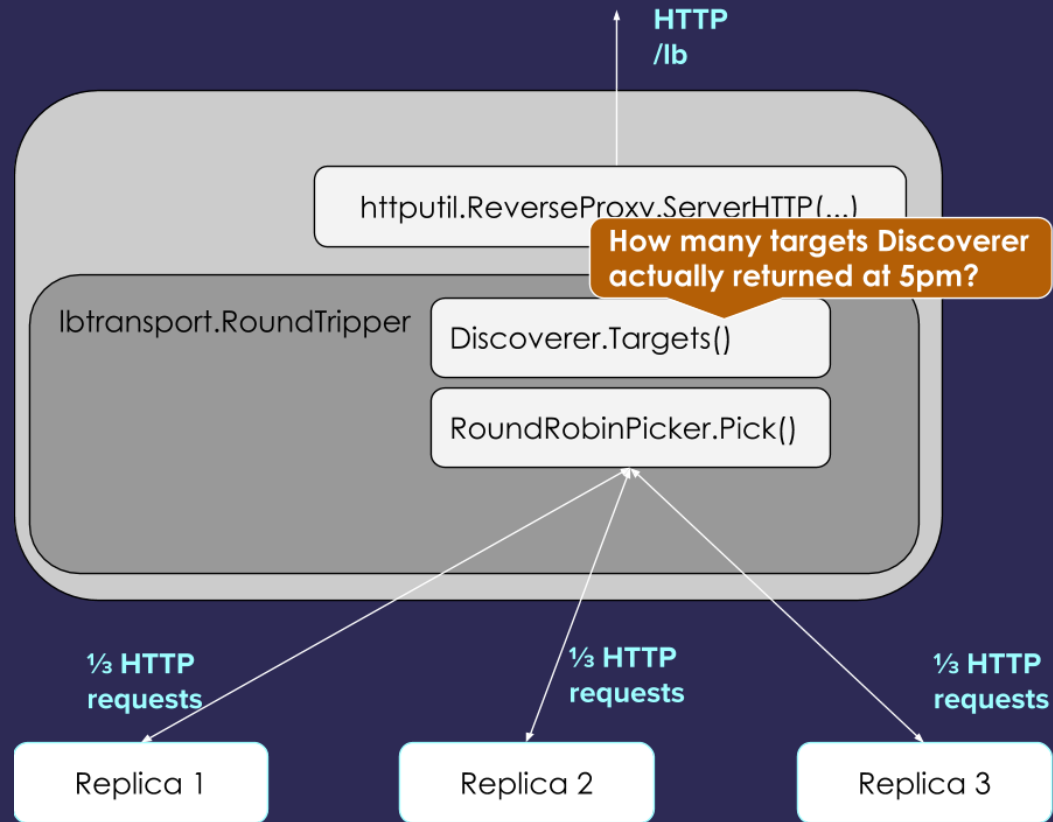 HTTP
/lb
httputil.ReverseProxy.ServerHTTP(...)
How many targets Discoverer
actually returned at 5pm?
lbtransport.RoundTripper
Discoverer.Targets()
RoundRobinPicker.Pick()
⅓ HTTP
requests
⅓ HTTP
requests
⅓ HTTP
requests
Replica 1
Replica 2
Replica 3